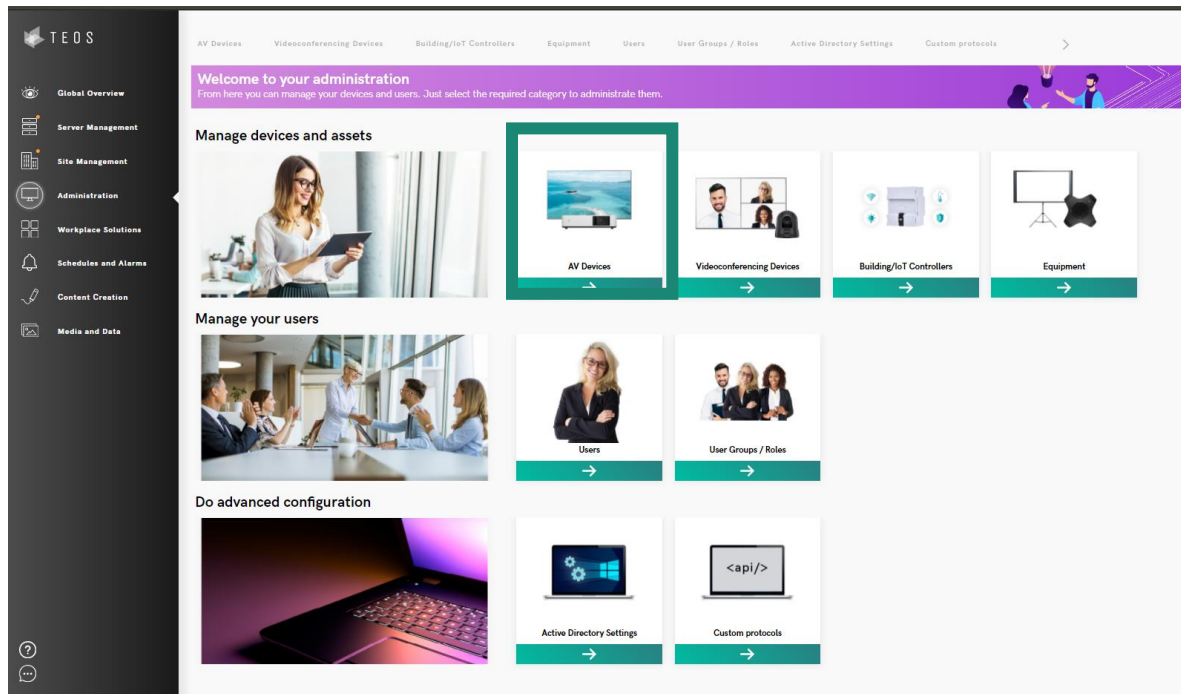 TEOS
Global Overview
Server Management
Site Management
Administration
Workplace Solutions
Schedules and Alarms
Content Creation
Media and Data
AV Devices Videoconferencing Devices Building/IoT Controllers Equipment Users User Groups / Roles Active Directory Settings Custom protocols
Welcome to your administration
From here you can manage your devices and users. Just select the required category to administrate them.
Manage devices and assets
AV Devices
Videoconferencing Devices
Building/IoT Controllers
Equipment
Manage your users
Users
User Groups / Roles
Do advanced configuration
<api/>
Active Directory Settings
Custom protocols